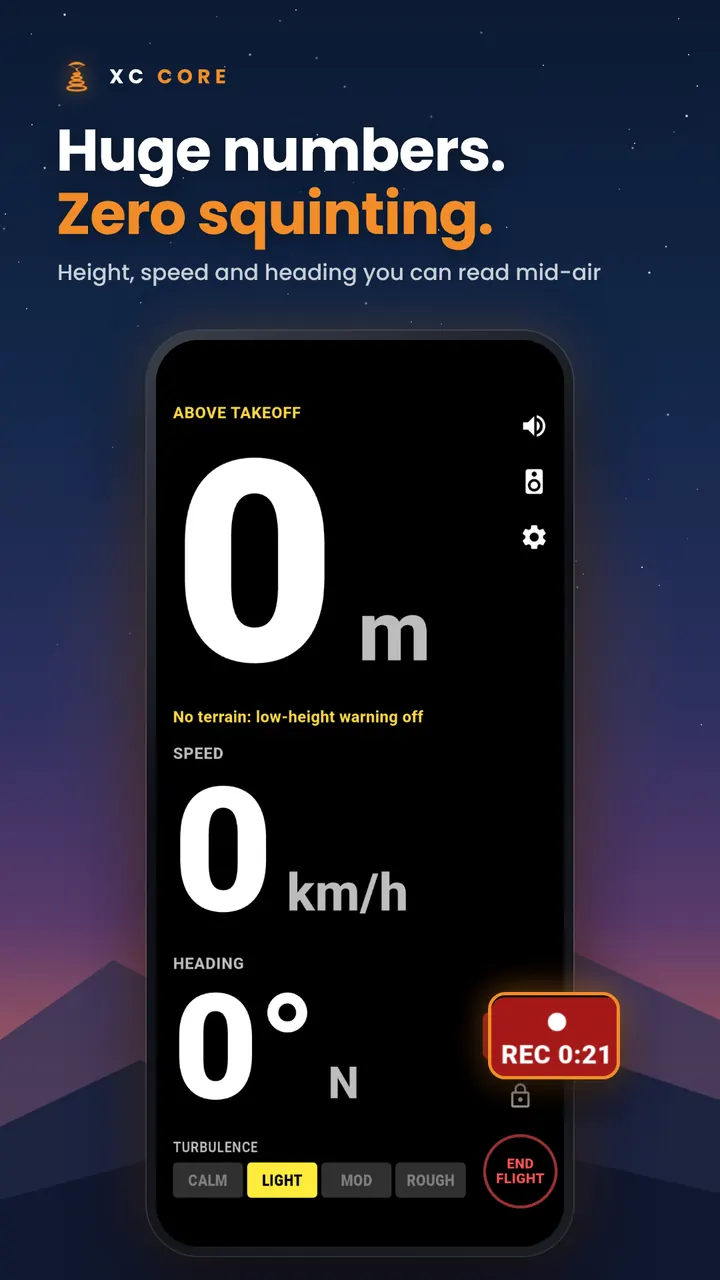 XC CORE
Huge numbers.
Zero squinting.
Height, speed and heading you can read mid-air
ABOVE TAKEOFF
0 m
No terrain: low-height warning off
SPEED
0 km/h
HEADING
0° N
REC 0:21
TURBULENCE
CALM LIGHT MOD ROUGH
END
FLIGHT